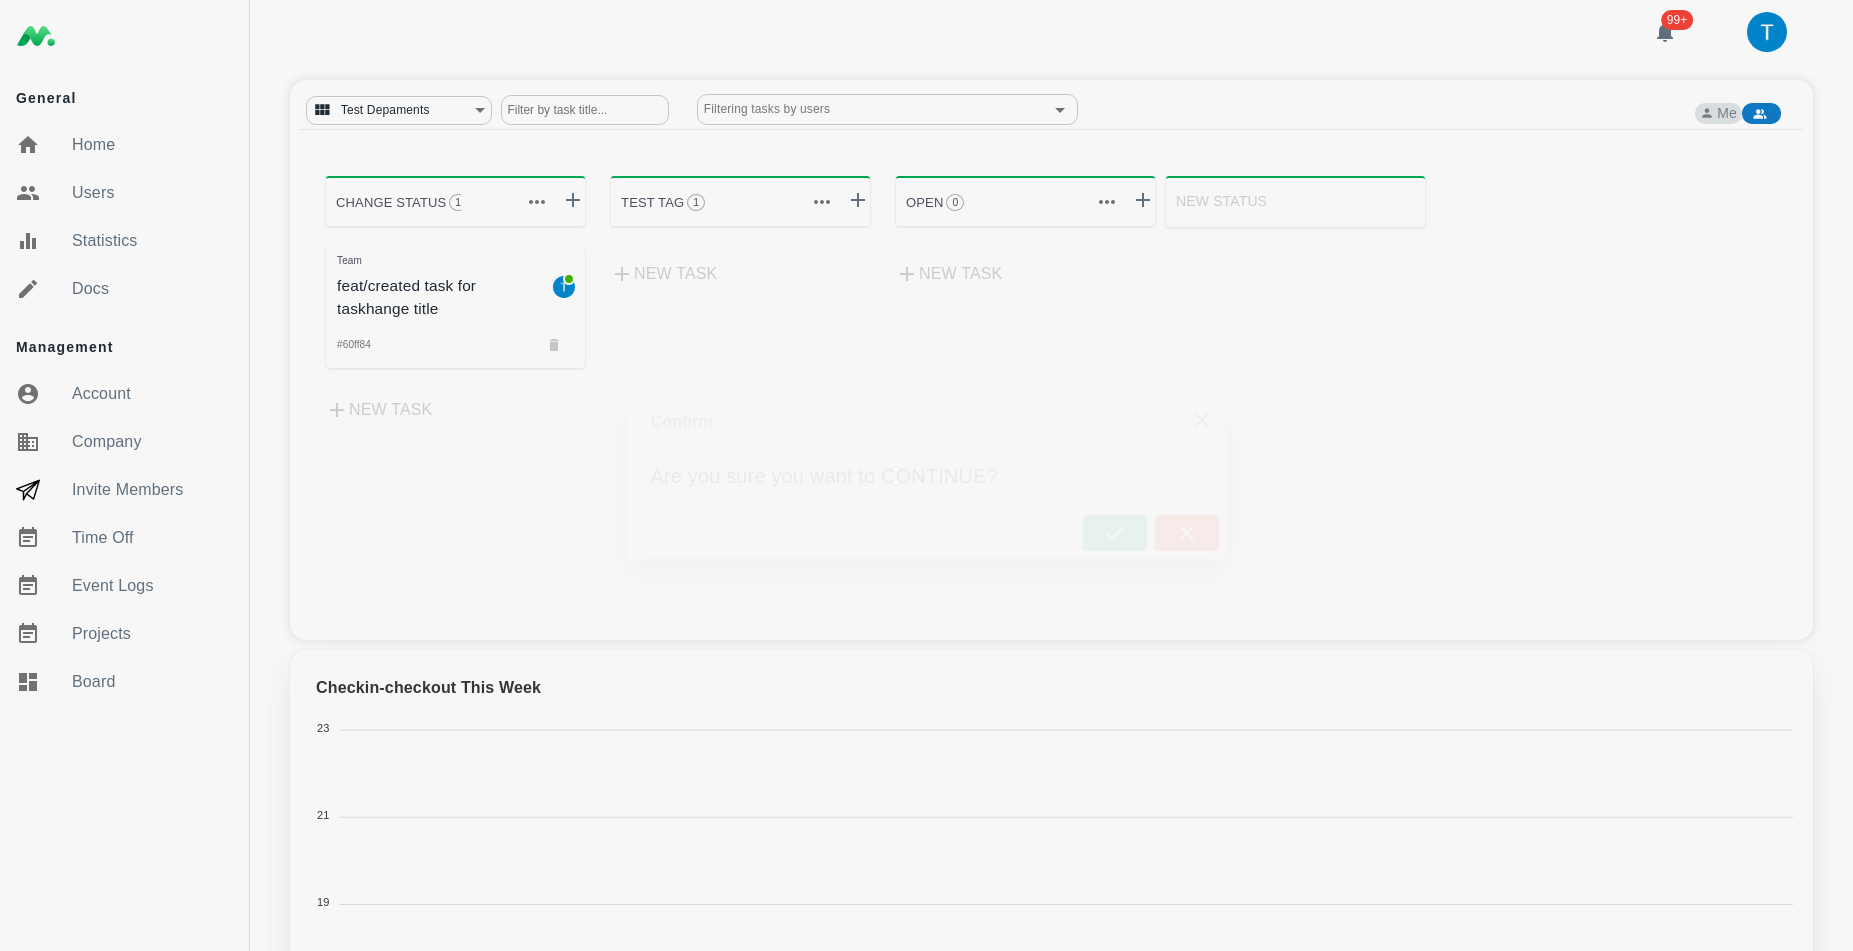 General
Home
Users
Statistics
Docs
Management
Account
Company
Invite Members
Time Off
Event Logs
Projects
Board
99+
T
Test Depaments
Filter by task title...
Filtering tasks by users
Me
CHANGE STATUS 1
TEST TAG 1
OPEN 0
NEW STATUS
Team
feat/created task for
taskhange title
T
#60ff84
NEW TASK
NEW TASK
NEW TASK
Confirm
Are you sure you want to CONTINUE?
Checkin-checkout This Week
23
21
19